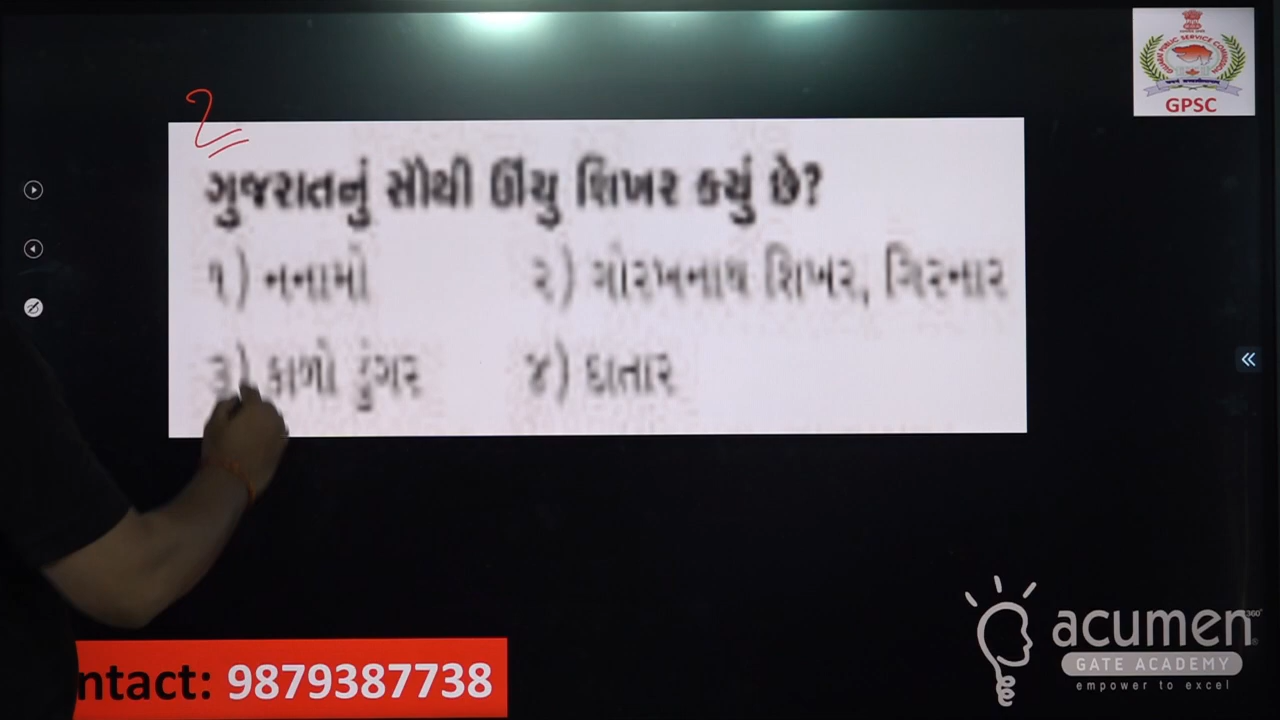 2
GPSC
ગુજરાતનું સૌથી ઊંચુ શિખર કયું છે?
૧) નનામો ૨) ગોરખનાથ શિખર, ગિરનાર
૩) કાળો ડુંગર ૪) દાતાર
acumen 360°
GATE ACADEMY
empower to excel
ntact: 9879387738